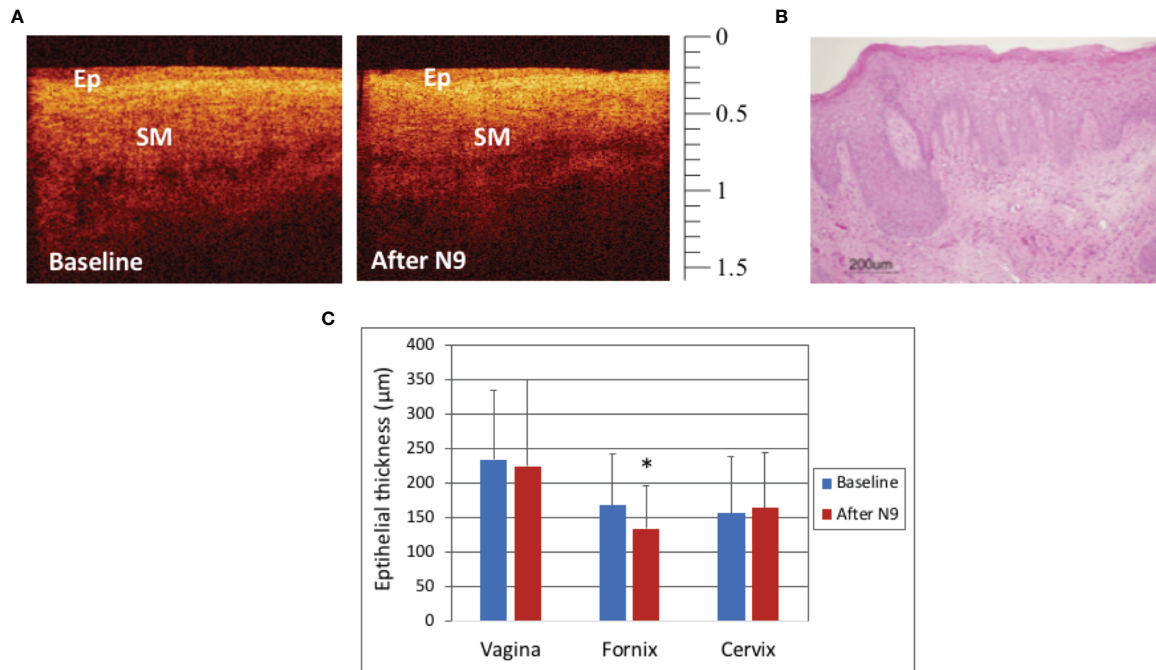 A
B
Ep
SM
Baseline
Ep
SM
After N9
0
0.5
1
1.5
200um
C
Eptihelial thickness (µm)
400
350
300
250
200
150
100
50
0
*
Vagina
Fornix
Cervix
Baseline
After N9